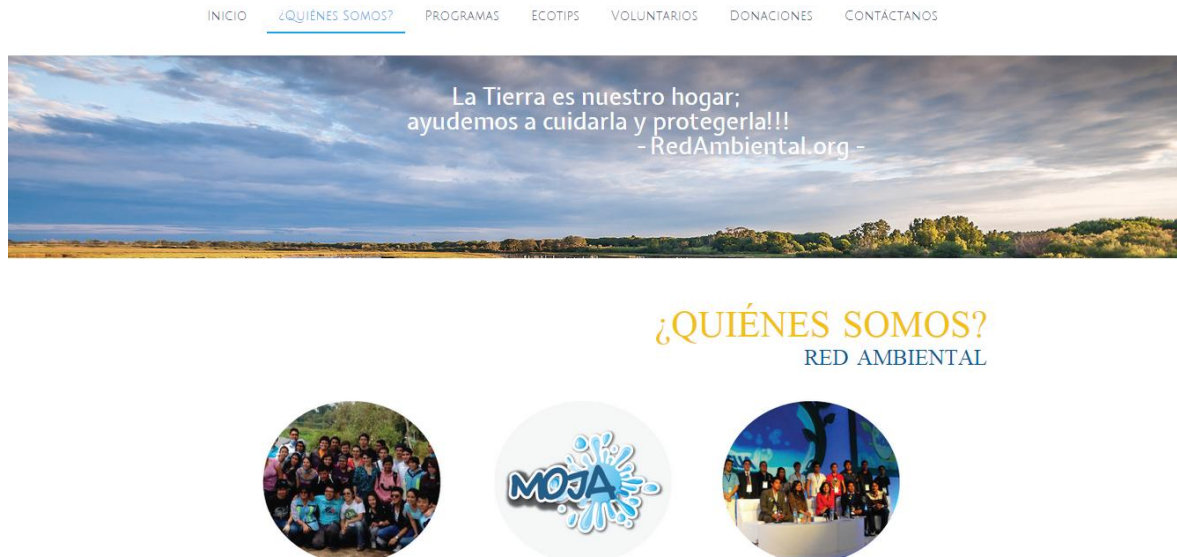 INICIO ¿QUIÉNES SOMOS? PROGRAMAS ECOTIPS VOLUNTARIOS DONACIONES CONTÁCTANOS
La Tierra es nuestro hogar;
ayudemos a cuidarla y protegerla!!!
- RedAmbiental.org -
¿QUIÉNES SOMOS?
RED AMBIENTAL
MOJA